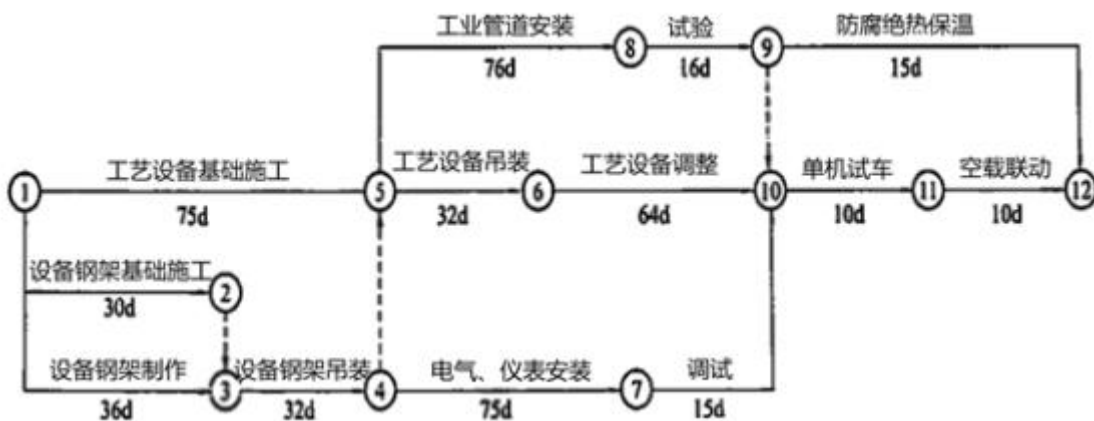 工业管道安装 试验 防腐绝热保温
⑧ ⑨
76d 16d 15d
工艺设备基础施工 工艺设备吊装 工艺设备调整 单机试车 空载联动
① ⑤ ⑥ ⑩ ⑪ ⑫
75d 32d 64d 10d 10d
设备钢架基础施工
②
30d
设备钢架制作 设备钢架吊装 电气、仪表安装 调试
③ ④ ⑦
36d 32d 75d 15d